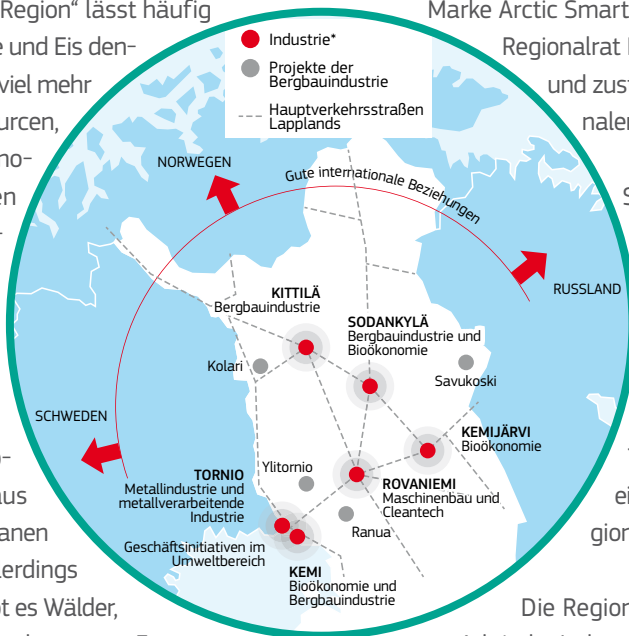 Region“ lässt häufig
e und Eis den-
viel mehr
urcen,
no-
en
Marke Arctic Smart
Regionalrat
und zust
nalen
S
Industrie*
Projekte der
Bergbauindustrie
Hauptverkehrsstraßen
Lapplands
NORWEGEN
Gute internationale Beziehungen
RUSSLAND
KITTILÄ
Bergbauindustrie
SODANKYLÄ
Bergbauindustrie und
Bioökonomie
Kolari
Savukoski
SCHWEDEN
KEMIJÄRVI
Bioökonomie
TORNIO
Metallindustrie und
metallverarbeitende
Industrie
Ylitornio
ROVANIEMI
Maschinenbau und
Cleantech
Ranua
Geschäftsinitiativen im
Umweltbereich
KEMI
Bioökonomie und
Bergbauindustrie
o-
aus
anen
lerdings
ot es Wälder,
ei
gion
Die Region